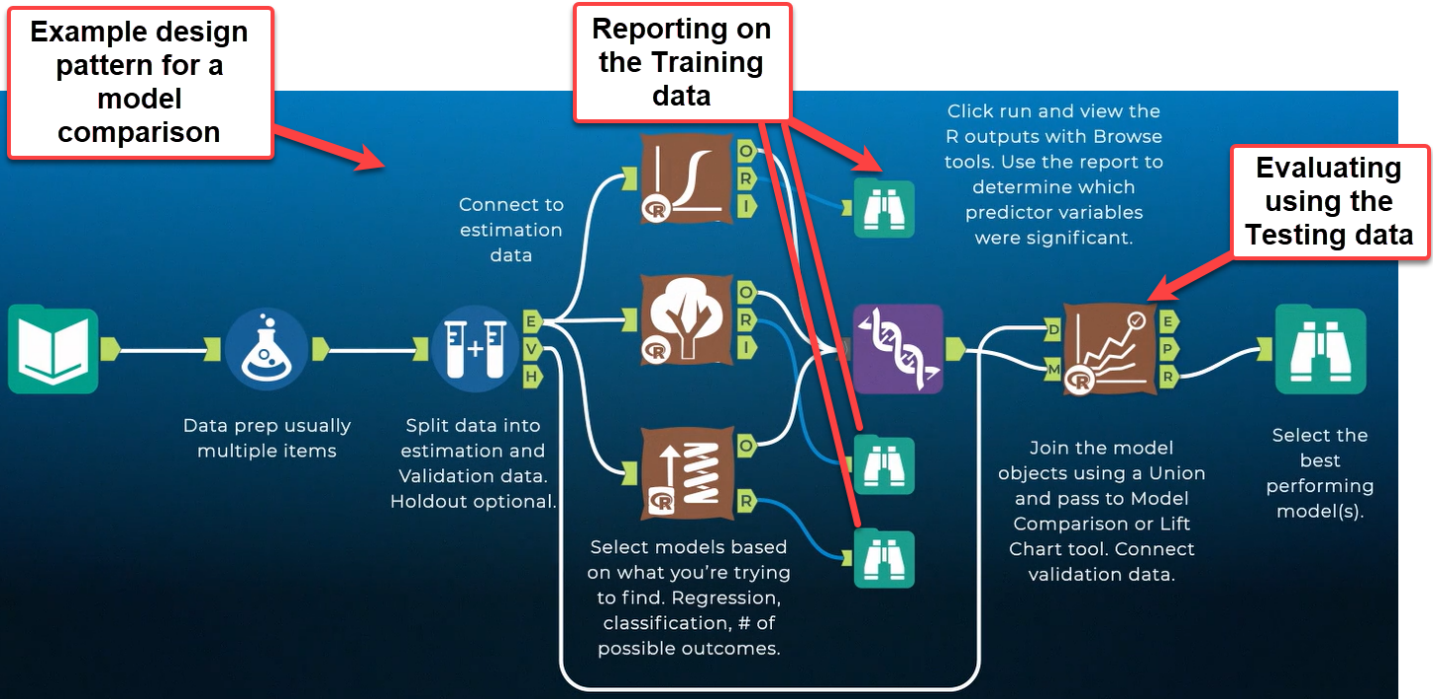 Example design
pattern for a
model
comparison
Reporting on
the Training
data
Click run and view the
R outputs with Browse
tools. Use the report to
determine which
predictor variables
were significant.
Evaluating
using the
Testing data
Connect to
estimation
data
O
R
I
R
O
R
I
R
E
V
H
D
M
E
P
R
R
Data prep usually
multiple items
Split data into
estimation and
Validation data.
Holdout optional.
O
R
R
Select models based
on what you’re trying
to find. Regression,
classification, # of
possible outcomes.
Join the model
objects using a Union
and pass to Model
Comparison or Lift
Chart tool. Connect
validation data.
Select the
best
performing
model(s).